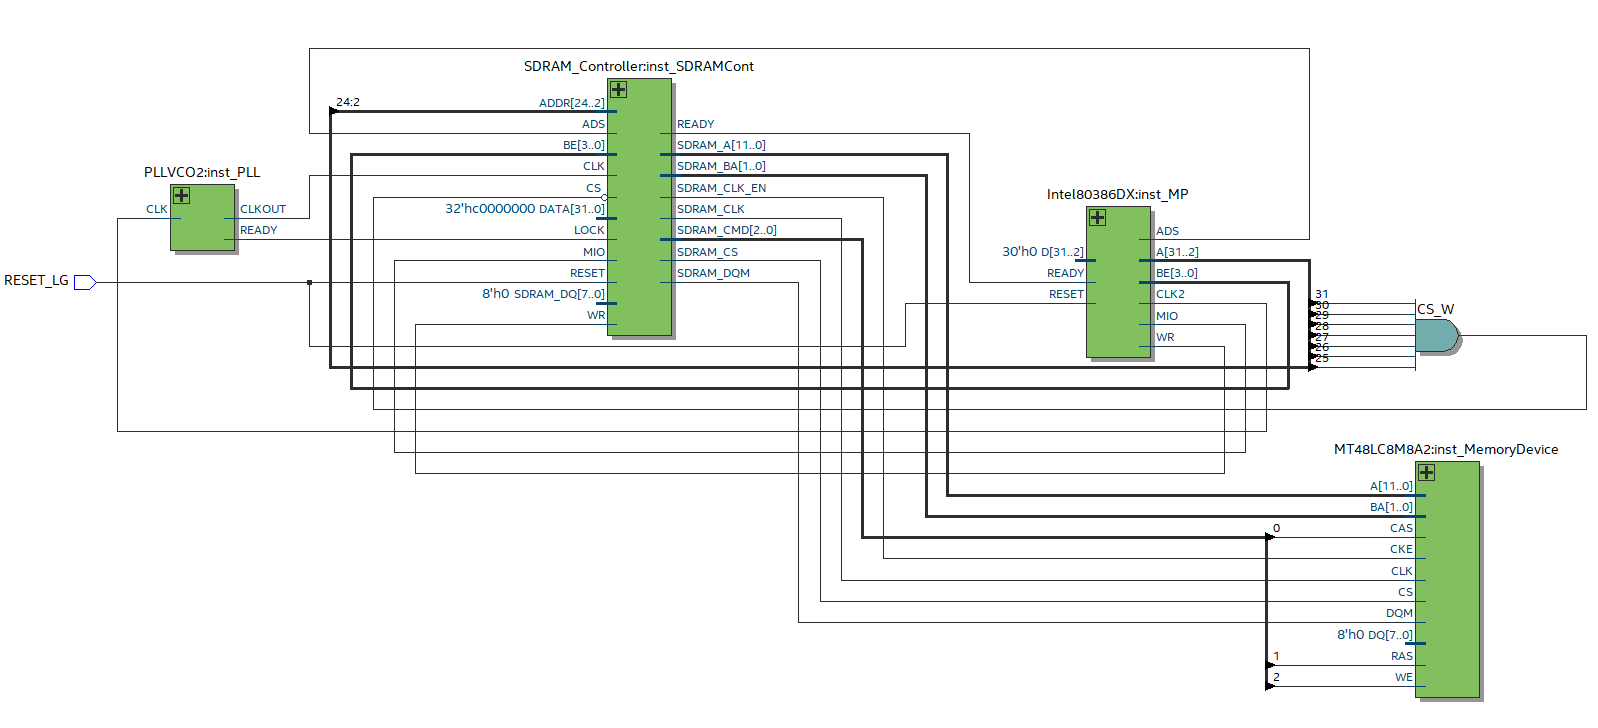 SDRAM_Controller:inst_SDRAMCont
24:2
ADDR[24..2]
ADS
BE[3..0]
CLK
CS
32'hc0000000 DATA[31..0]
LOCK
MIO
RESET
8'h0 SDRAM_DQ[7..0]
WR
READY
SDRAM_A[11..0]
SDRAM_BA[1..0]
SDRAM_CLK_EN
SDRAM_CLK
SDRAM_CMD[2..0]
SDRAM_CS
SDRAM_DQM
PLLVCO2:inst_PLL
CLK
CLKOUT
READY
RESET_LG
Intel80386DX:inst_MP
30'h0 D[31..2]
READY
RESET
ADS
A[31..2]
BE[3..0]
CLK2
MIO
WR
31
30
29
28
27
26
25
CS_W
MT48LC8M8A2:inst_MemoryDevice
A[11..0]
BA[1..0]
0
CAS
CKE
CLK
CS
DQM
8'h0 DQ[7..0]
1
RAS
2
WE